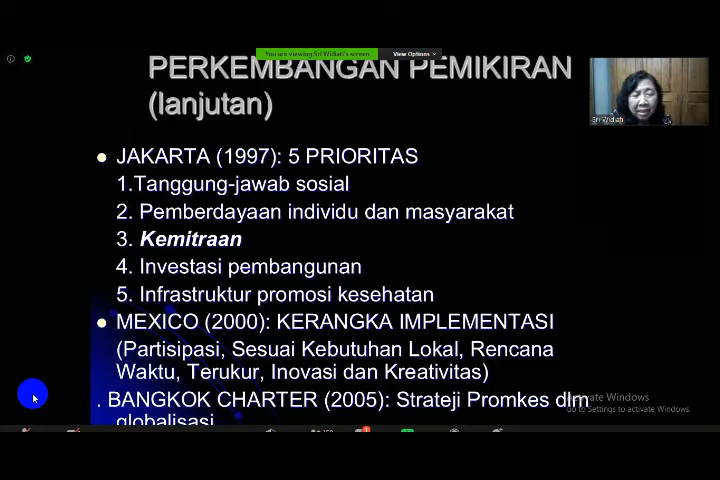 You are viewing Sri Widiati's screen
View Options
PERKEMBANGAN PEMIKIRAN
(lanjutan)
Sri Widiati
JAKARTA (1997): 5 PRIORITAS
1.Tanggung-jawab sosial
2. Pemberdayaan individu dan masyarakat
3. Kemitraan
4. Investasi pembangunan
5. Infrastruktur promosi kesehatan
MEXICO (2000): KERANGKA IMPLEMENTASI
(Partisipasi, Sesuai Kebutuhan Lokal, Rencana
Waktu, Terukur, Inovasi dan Kreativitas)
. BANGKOK CHARTER (2005): Strateji Promkes dlm
globalisasi
Activate Windows
Go to Settings to activate Windows.